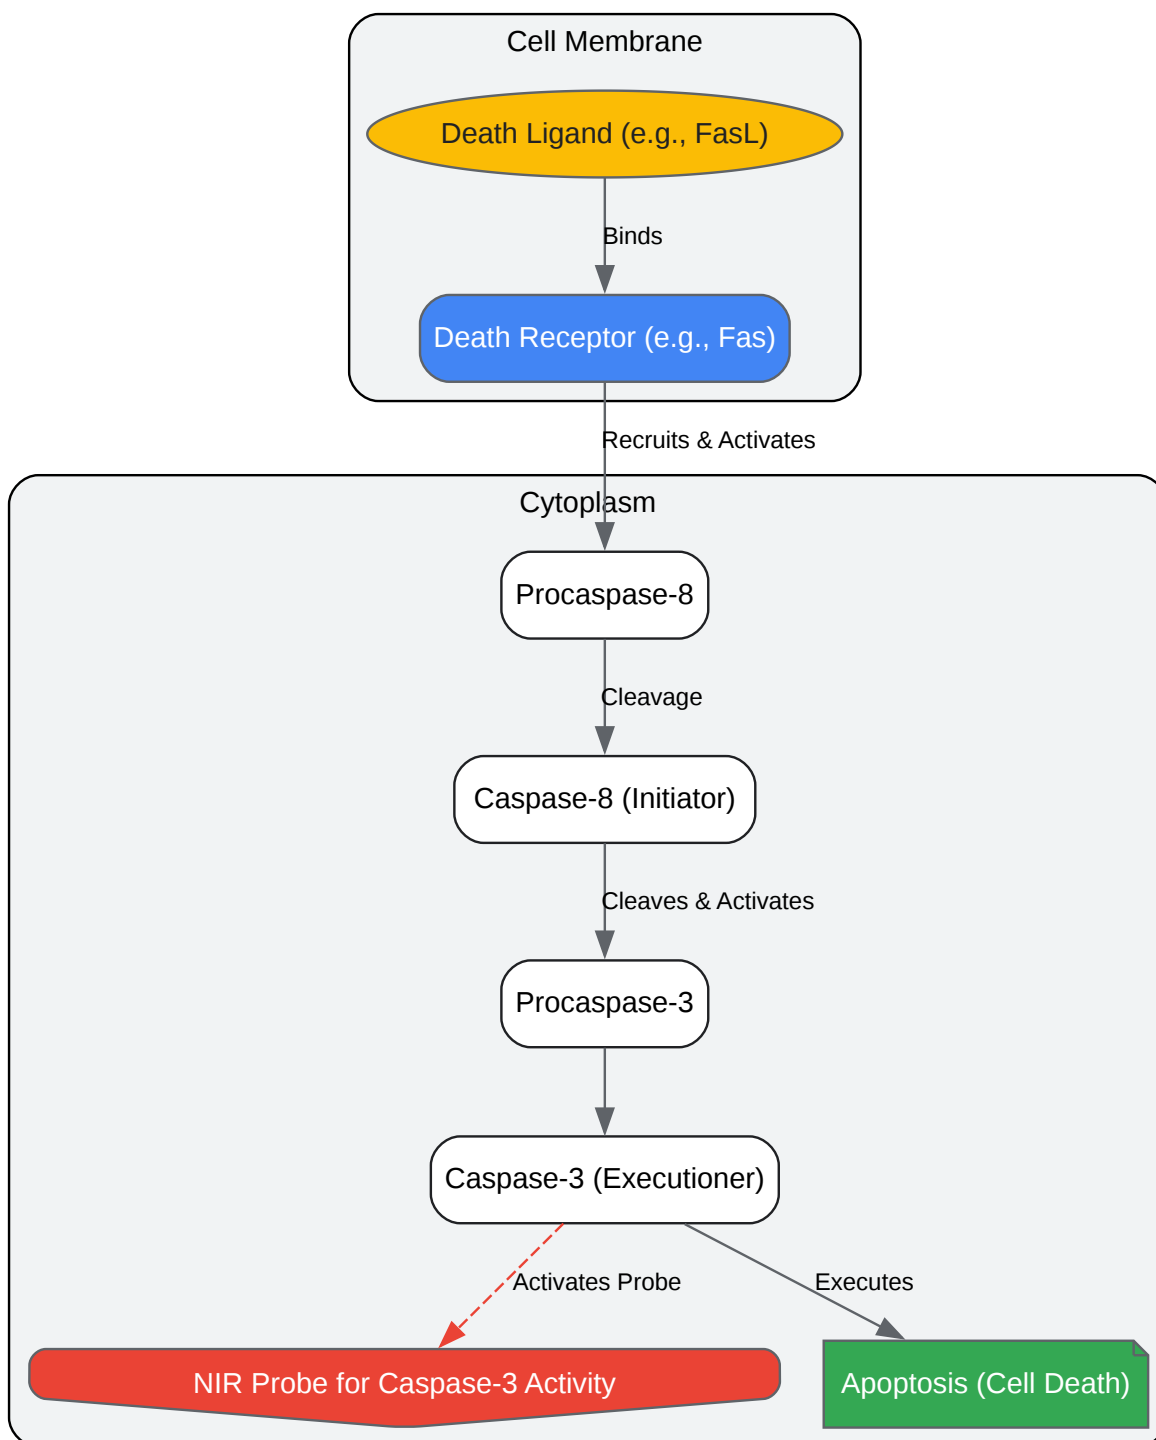 Cell Membrane
Death Ligand (e.g., FasL)
Binds
Death Receptor (e.g., Fas)
Recruits & Activates
Cytoplasm
Procaspase-8
Cleavage
Caspase-8 (Initiator)
Cleaves & Activates
Procaspase-3
Caspase-3 (Executioner)
Activates Probe
Executes
NIR Probe for Caspase-3 Activity
Apoptosis (Cell Death)